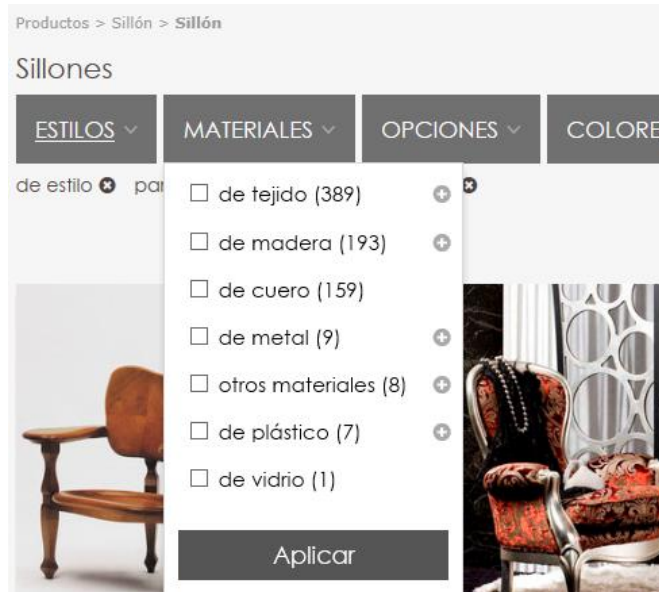 Productos > Sillón > Sillón
Sillones
ESTILOS MATERIALES OPCIONES COLORE
de estilo
de tejido (389)
de madera (193)
de cuero (159)
de metal (9)
otros materiales (8)
de plástico (7)
de vidrio (1)
Aplicar